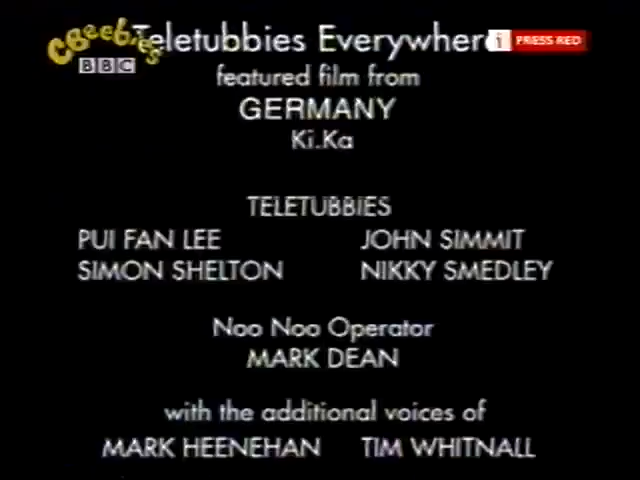 CBeebies
BBC
Teletubbies Everywhere
i PRESS RED
featured film from
GERMANY
Ki.Ka
TELETUBBIES
PUI FAN LEE JOHN SIMMIT
SIMON SHELTON NIKKY SMEDLEY
Noo Noo Operator
MARK DEAN
with the additional voices of
MARK HEENEHAN TIM WHITNALL